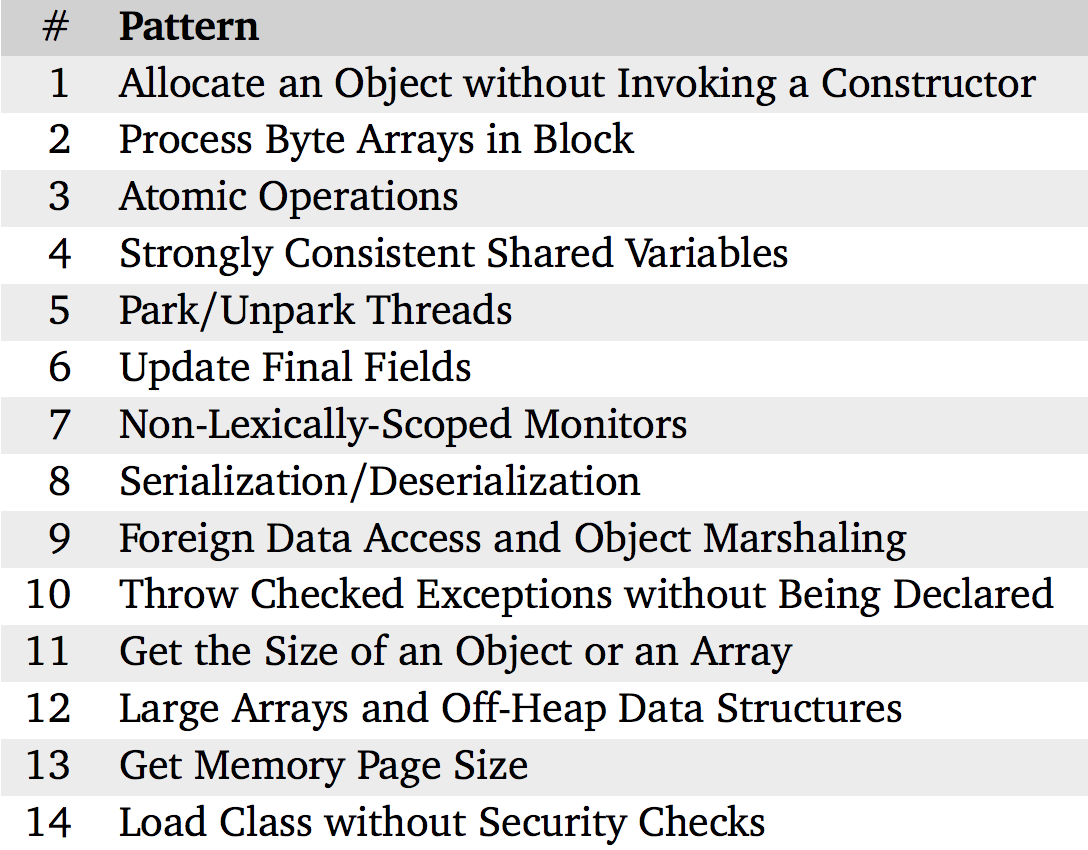 # Pattern
1 Allocate an Object without Invoking a Constructor
2 Process Byte Arrays in Block
3 Atomic Operations
4 Strongly Consistent Shared Variables
5 Park/Unpark Threads
6 Update Final Fields
7 Non-Lexically-Scoped Monitors
8 Serialization/Deserialization
9 Foreign Data Access and Object Marshaling
10 Throw Checked Exceptions without Being Declared
11 Get the Size of an Object or an Array
12 Large Arrays and Off-Heap Data Structures
13 Get Memory Page Size
14 Load Class without Security Checks